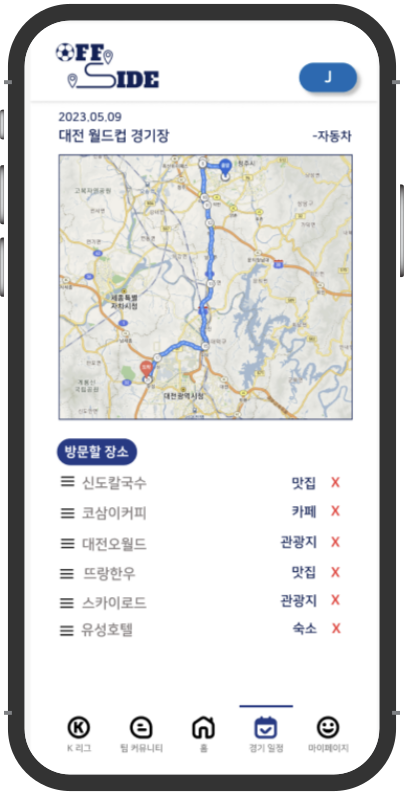 OFF
SIDE
J
2023.05.09
대전 월드컵 경기장 -자동차
청주시
세종특별
자치시청
대전광역시청
방문할 장소
신도칼국수 맛집 X
코삼이커피 카페 X
대전오월드 관광지 X
뜨랑한우 맛집 X
스카이로드 관광지 X
유성호텔 숙소 X
K 리그 팀 커뮤니티 홈 경기 일정 마이페이지